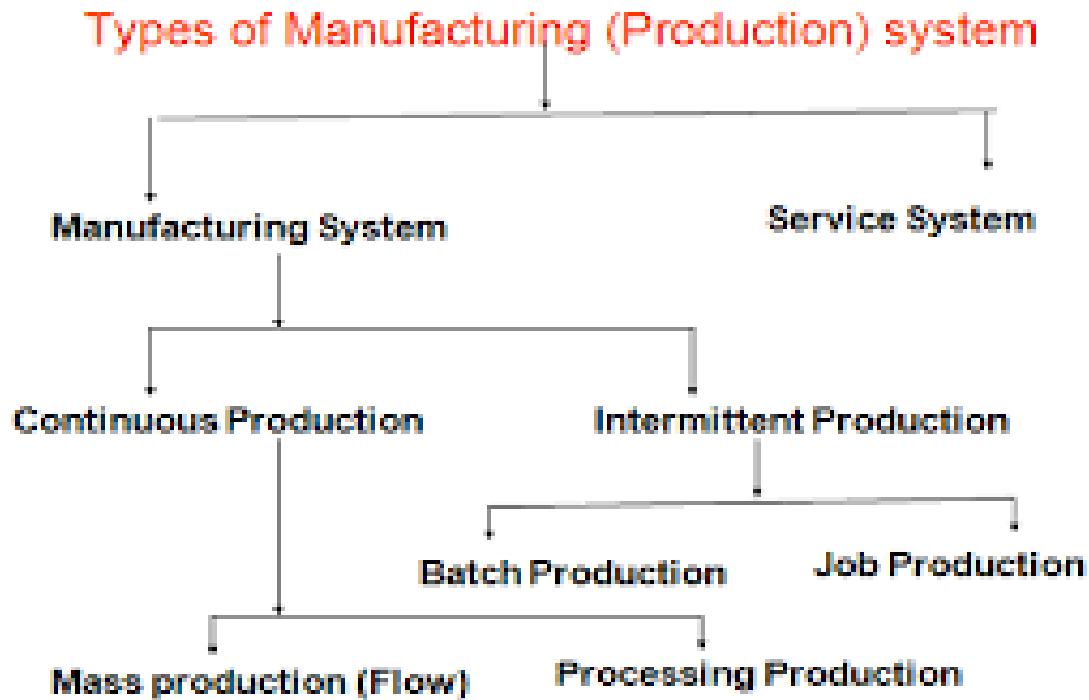 Types of Manufacturing (Production) system
Manufacturing System
Service System
Continuous Production
Intermittent Production
Batch Production
Job Production
Mass production (Flow)
Processing Production